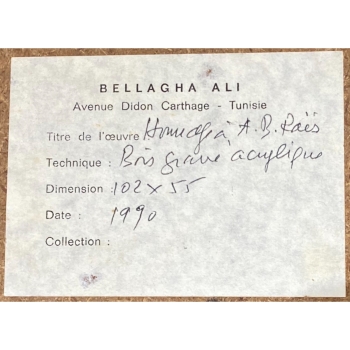 BELLAGHA ALI
Avenue Didon Carthage - Tunisie
Titre de l'œuvre Hommage à A. B. Raïs
Technique : Bois gravé acrylique
Dimension : 102 x 55
Date : 1990
Collection :